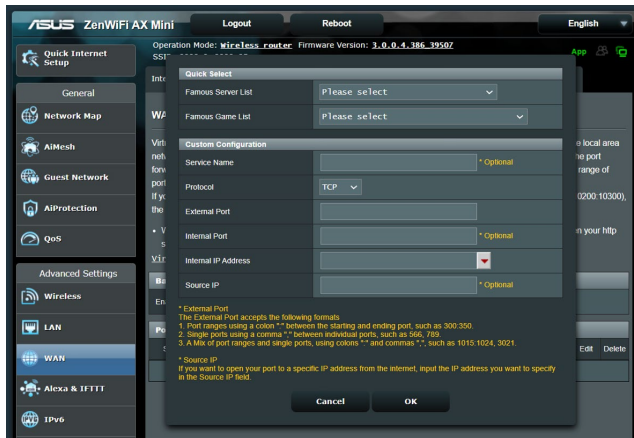 ASUS ZenWiFi AX Mini Logout Reboot English
Operation Mode: Wireless router Firmware Version: 3.0.0.4.386_39507
SSID
App
Quick Internet
Setup
General
Network Map
AiMesh
Guest Network
AiProtection
QoS
Advanced Settings
Wireless
LAN
WAN
Alexa & IFTTT
IPv6
Quick Select
Famous Server List Please select
Famous Game List Please select
Custom Configuration
Service Name * Optional
Protocol TCP
External Port
Internal Port * Optional
Internal IP Address
Source IP * Optional
* External Port
The External Port accepts the following formats
1. Port ranges using a colon ":" between the starting and ending port, such as 300:350.
2. Single ports using a comma "," between individual ports, such as 566, 789.
3. A Mix of port ranges and single ports, using colons ":" and commas ",", such as 1015:1024, 3021.
* Source IP
If you want to open your port to a specific IP address from the internet, input the IP address you want to specify
in the Source IP field.
Cancel OK
e local area
he port
range of
0200:10300),
n your http
Edit Delete